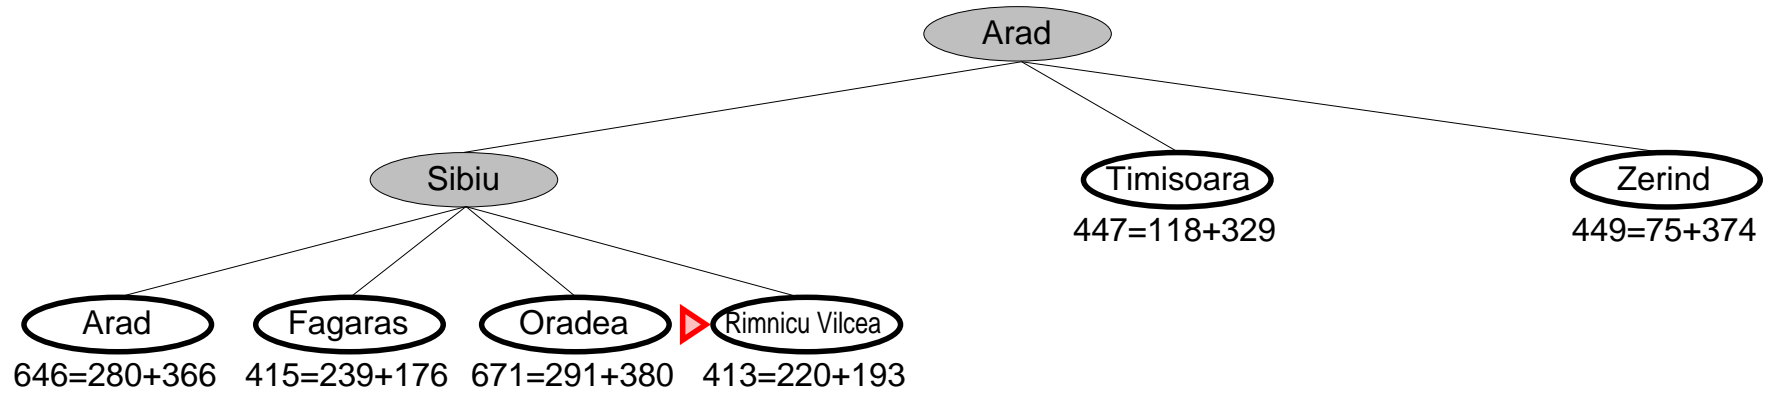 Arad
Sibiu
Timisoara
Zerind
447=118+329
449=75+374
Arad
Fagaras
Oradea
Rimnicu Vilcea
646=280+366
415=239+176
671=291+380
413=220+193